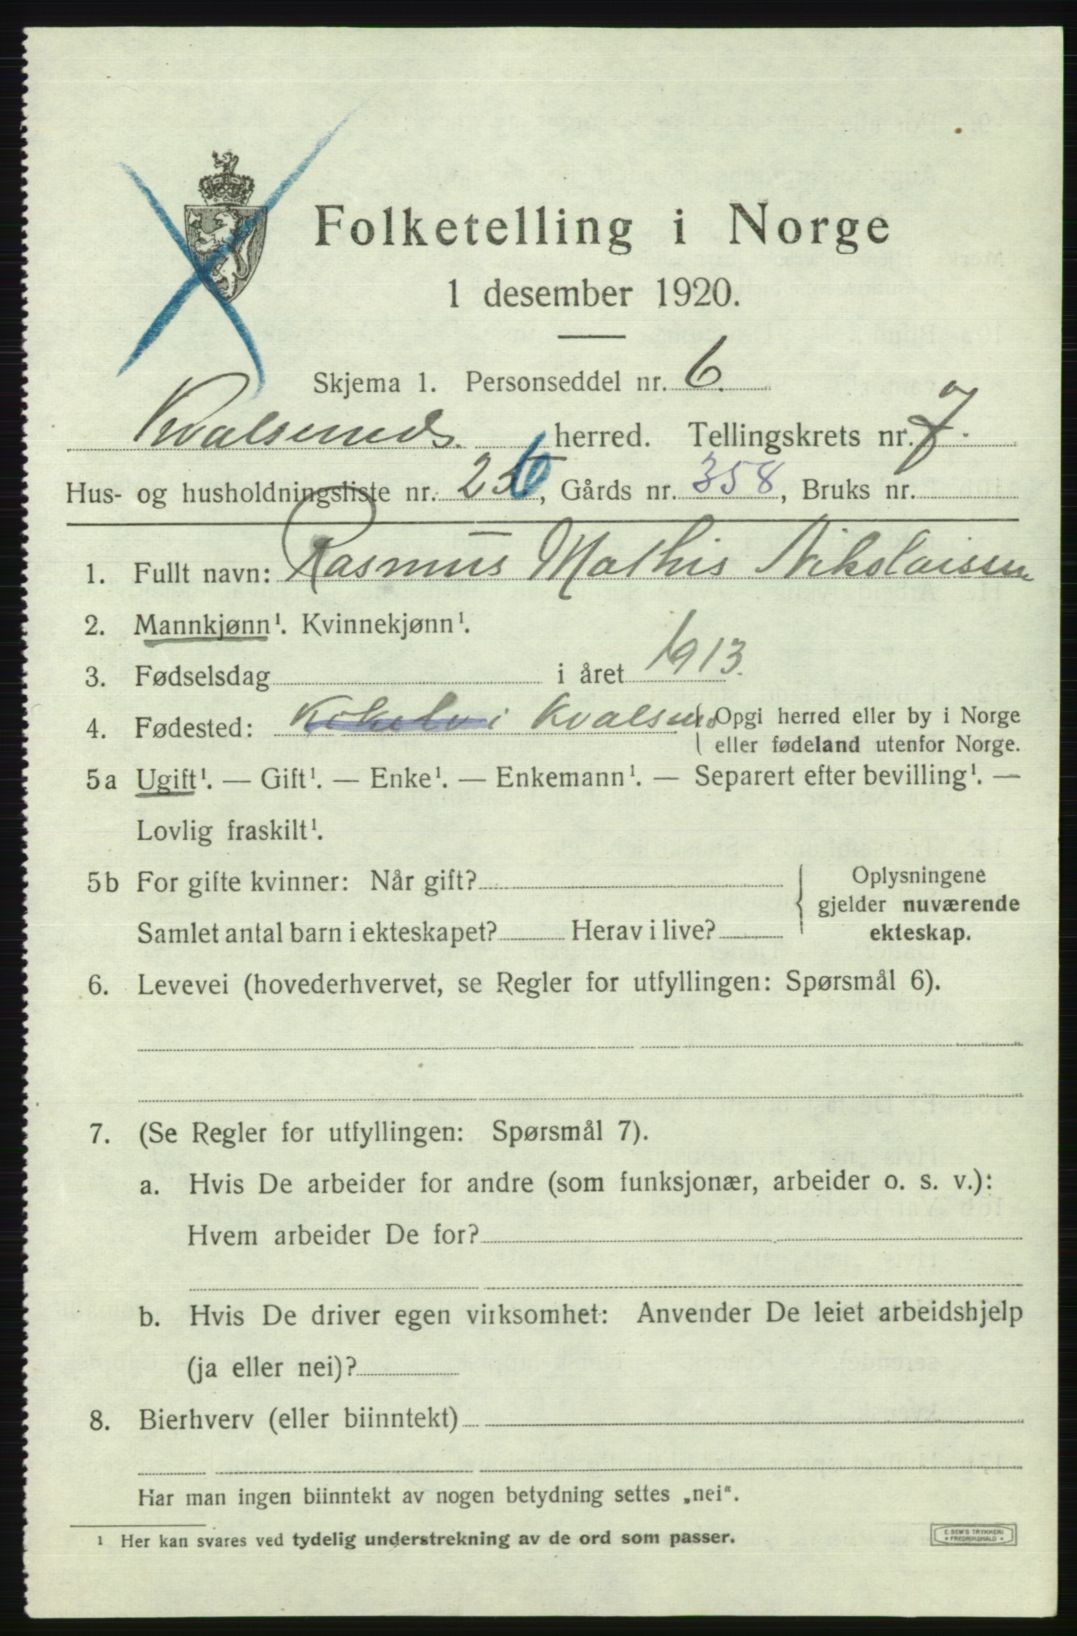 Folketelling i Norge
1 desember 1920.
Skjema 1. Personseddel nr. 6.
Kvalsunds herred. Tellingskrets nr. 7.
Hus- og husholdningsliste nr. 256, Gårds nr. 358, Bruks nr.
1. Fullt navn: Rasmus Mathis Nikolaissen
2. Mannkjønn¹. Kvinnekjønn¹.
3. Fødselsdag i året 1913.
4. Fødested: Kokelv i Kvalsund { Opgi herred eller by i Norge
eller fødeland utenfor Norge.
5a Ugift¹. — Gift¹. — Enke¹. — Enkemann¹. — Separert efter bevilling¹. —
Lovlig fraskilt¹.
5b For gifte kvinner: Når gift? { Oplysningene
gjelder nuværende
Samlet antal barn i ekteskapet? Herav i live? ekteskap.
6. Levevei (hovederhvervet, se Regler for utfyllingen: Spørsmål 6).
7. (Se Regler for utfyllingen: Spørsmål 7).
a. Hvis De arbeider for andre (som funksjonær, arbeider o. s. v.):
Hvem arbeider De for?
b. Hvis De driver egen virksomhet: Anvender De leiet arbeidshjelp
(ja eller nei)?
8. Bierhverv (eller biinntekt)
Har man ingen biinntekt av nogen betydning settes „nei“.
¹ Her kan svares ved tydelig understrekning av de ord som passer.
E. SEM'S TRYKKERI
FREDRIKSHALD